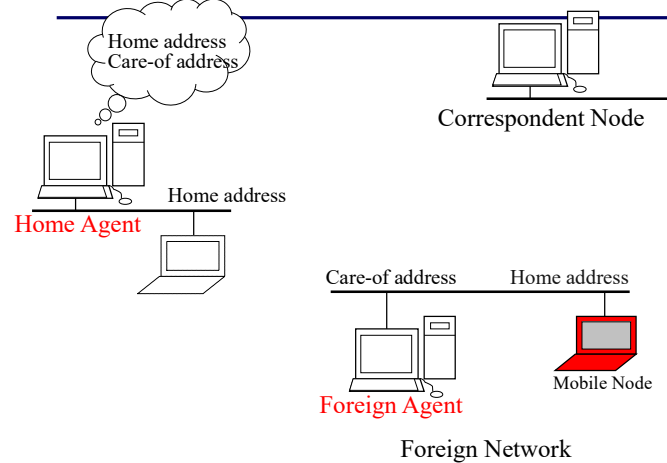 Home address
Care-of address
Correspondent Node
Home address
Home Agent
Care-of address
Home address
Mobile Node
Foreign Agent
Foreign Network